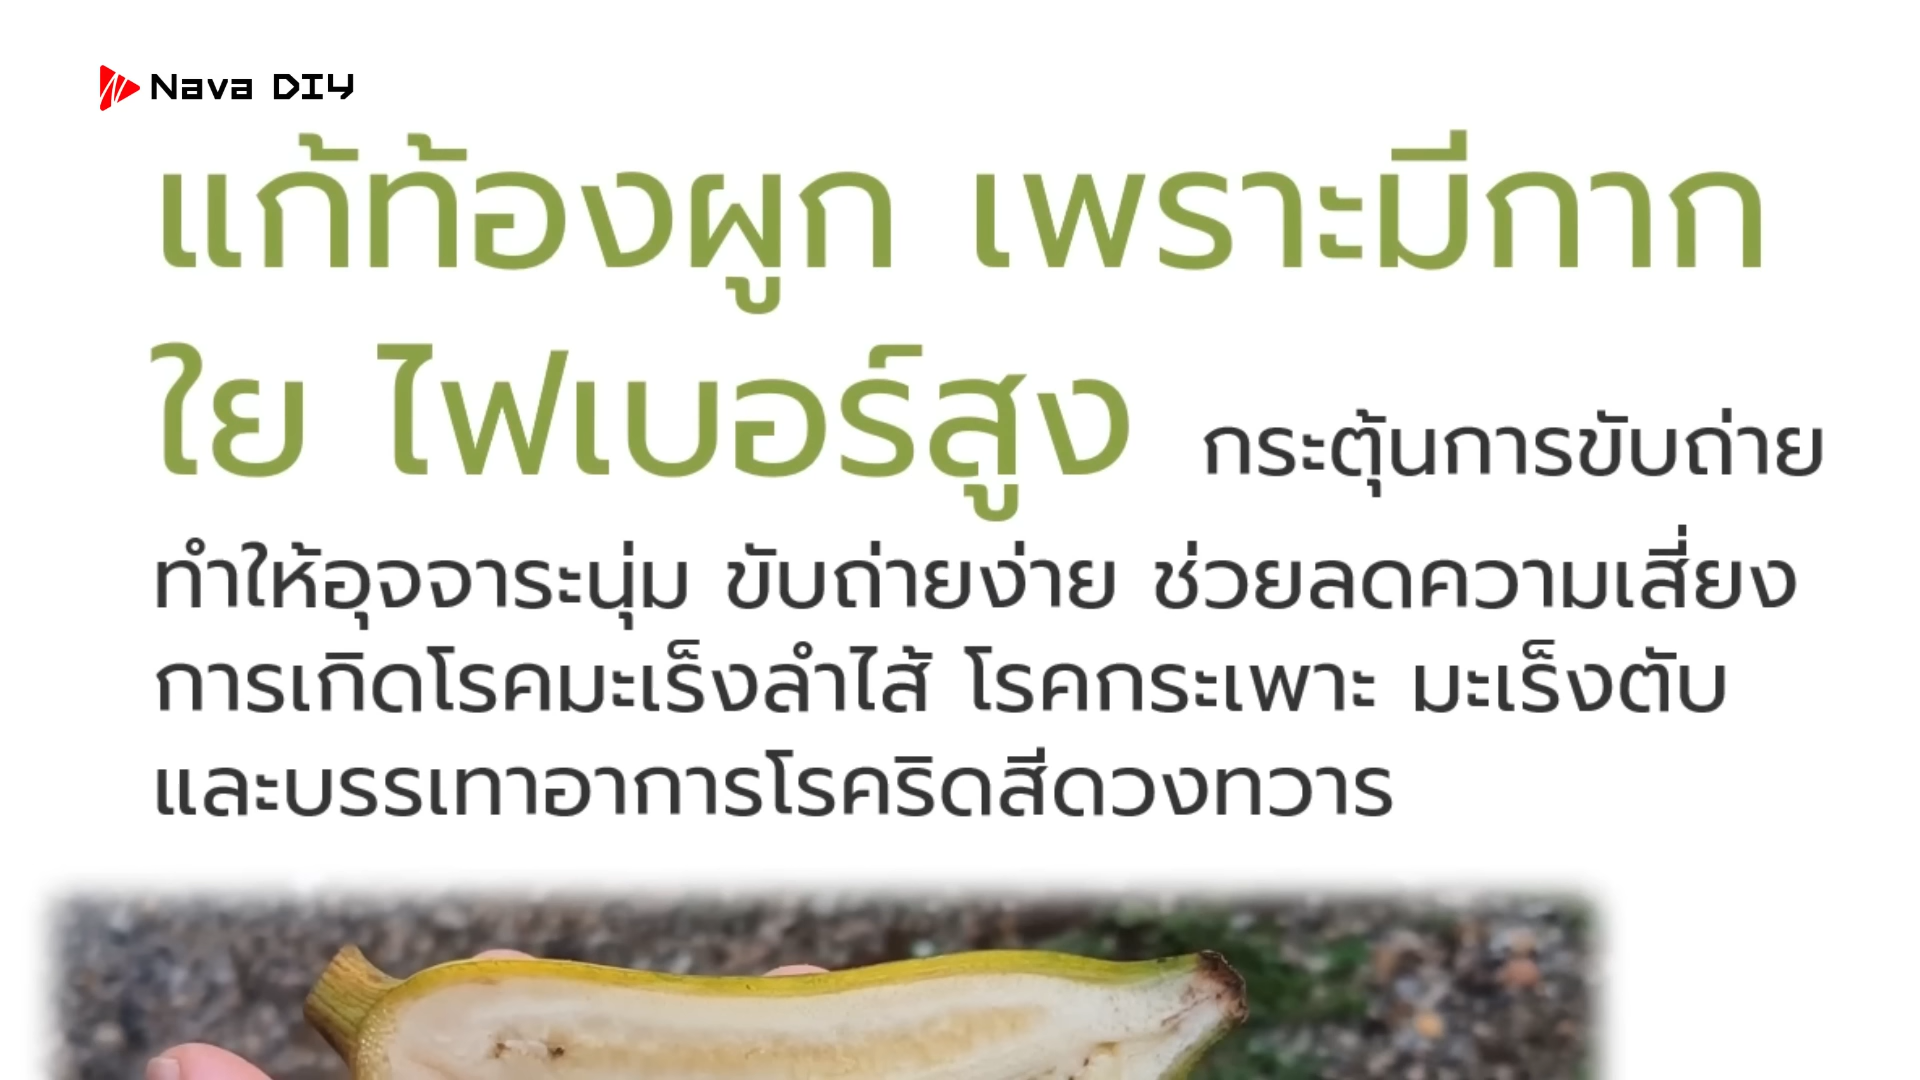 Nava DIY
แก้ท้องผูก เพราะมีกาก
ใย ไฟเบอร์สูง กระตุ้นการขับถ่าย
ทำให้อุจจาระนุ่ม ขับถ่ายง่าย ช่วยลดความเสี่ยง
การเกิดโรคมะเร็งลำไส้ โรคกระเพาะ มะเร็งตับ
และบรรเทาอาการโรคริดสีดวงทวาร